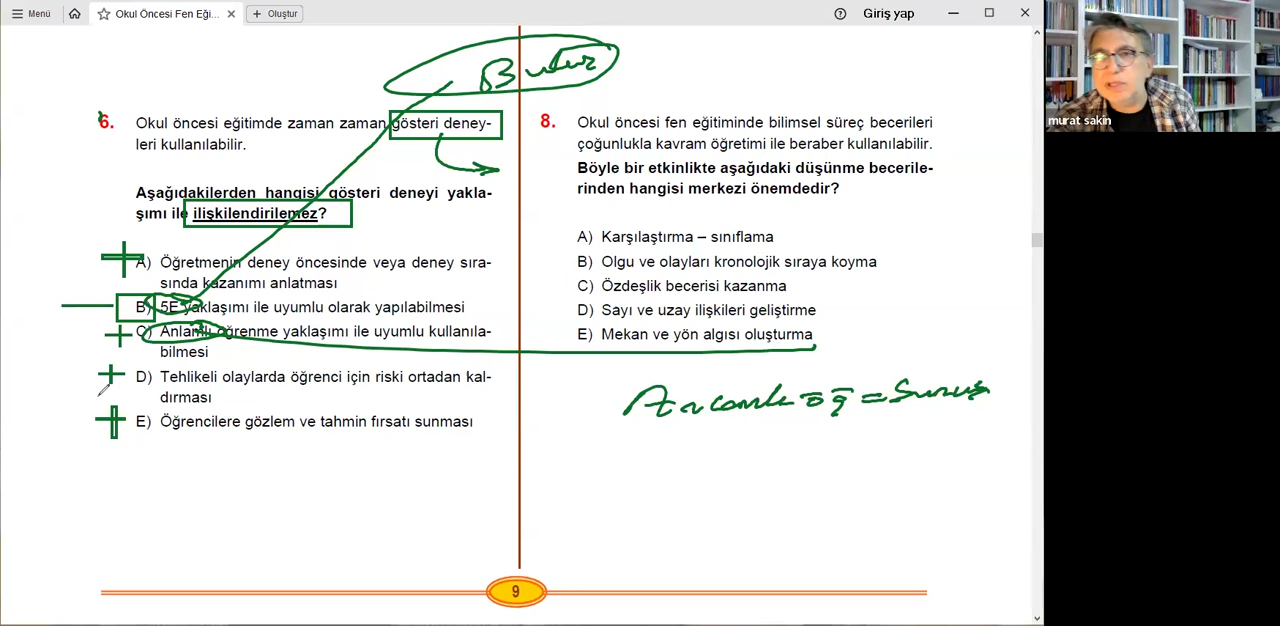 Menü
Okul Öncesi Fen Eği...
Oluştur
Giriş yap
murat sakin
6. Okul öncesi eğitimde zaman zaman gösteri deney-
leri kullanılabilir.
Aşağıdakilerden hangisi gösteri deneyi yakla-
şımı ile ilişkilendirilemez?
A) Öğretmenin deney öncesinde veya deney sıra-
sında kazanımı anlatması
B) 5E yaklaşımı ile uyumlu olarak yapılabilmesi
C) Anlamlı öğrenme yaklaşımı ile uyumlu kullanıla-
bilmesi
D) Tehlikeli olaylarda öğrenci için riski ortadan kal-
dırması
E) Öğrencilere gözlem ve tahmin fırsatı sunması
8. Okul öncesi fen eğitiminde bilimsel süreç becerileri
çoğunlukla kavram öğretimi ile beraber kullanılabilir.
Böyle bir etkinlikte aşağıdaki düşünme becerile-
rinden hangisi merkezi önemdedir?
A) Karşılaştırma – sınıflama
B) Olgu ve olayları kronolojik sıraya koyma
C) Özdeşlik becerisi kazanma
D) Sayı ve uzay ilişkileri geliştirme
E) Mekan ve yön algısı oluşturma
= Sunuş
9